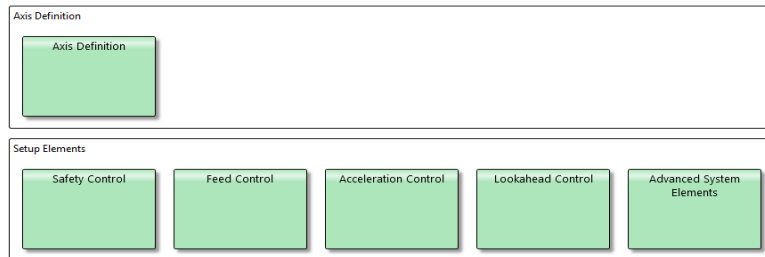 Axis Definition
Axis Definition
Setup Elements
Safety Control
Feed Control
Acceleration Control
Lookahead Control
Advanced System
Elements